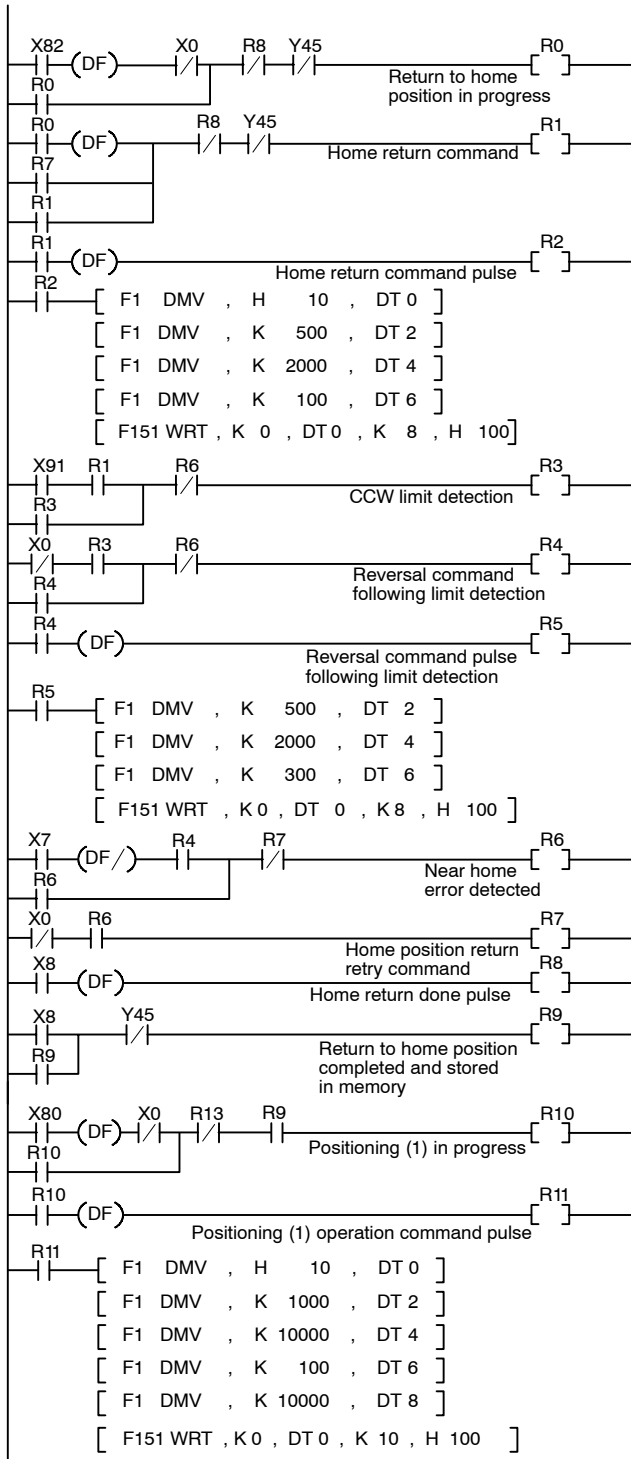 X82 X0 R8 Y45 R0
(DF)
Return to home
position in progress
R0
R0 R8 Y45 R1
(DF)
Home return command
R7
R1
R1 R2
(DF)
Home return command pulse
R2
[ F1 DMV , H 10 , DT 0 ]
[ F1 DMV , K 500 , DT 2 ]
[ F1 DMV , K 2000 , DT 4 ]
[ F1 DMV , K 100 , DT 6 ]
[ F151 WRT , K 0 , DT 0 , K 8 , H 100 ]
X91 R1 R6 R3
CCW limit detection
R3
X0 R3 R6 R4
Reversal command
following limit detection
R4
R4 R5
(DF)
Reversal command pulse
following limit detection
R5
[ F1 DMV , K 500 , DT 2 ]
[ F1 DMV , K 2000 , DT 4 ]
[ F1 DMV , K 300 , DT 6 ]
[ F151 WRT , K 0 , DT 0 , K 8 , H 100 ]
X7 R4 R7 R6
(DF/)
Near home
error detected
R6
X0 R6 R7
Home position return
retry command
X8 R8
(DF)
Home return done pulse
X8 Y45 R9
Return to home position
completed and stored
in memory
R9
X80 X0 R13 R9 R10
(DF)
Positioning (1) in progress
R10
R10 R11
(DF)
Positioning (1) operation command pulse
R11
[ F1 DMV , H 10 , DT 0 ]
[ F1 DMV , K 1000 , DT 2 ]
[ F1 DMV , K 10000 , DT 4 ]
[ F1 DMV , K 100 , DT 6 ]
[ F1 DMV , K 10000 , DT 8 ]
[ F151 WRT , K 0 , DT 0 , K 10 , H 100 ]